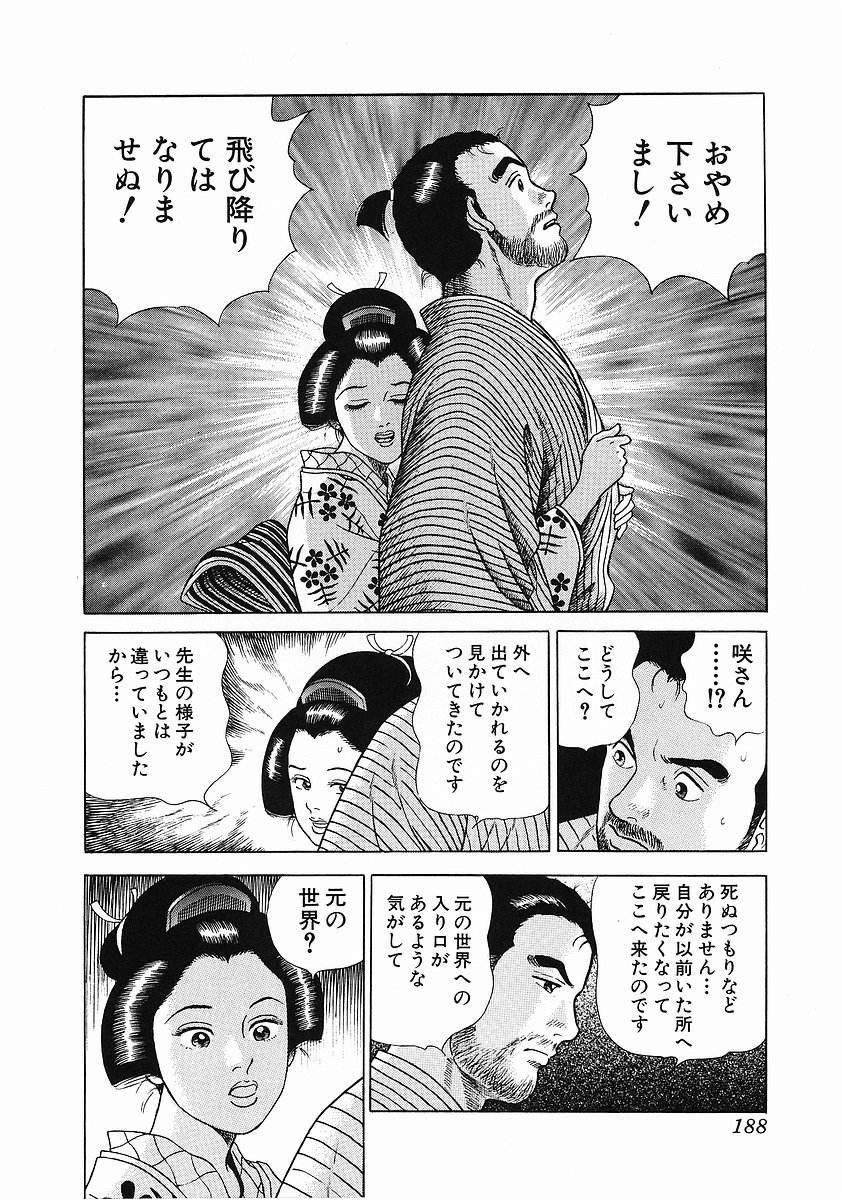 おやめ
下さい
まし！
飛び降り
ては
なりま
せぬ！
咲さん
……!?
どうして
ここへ？
外へ
出ていかれるのを
見かけて
ついてきたのです
先生の様子が
いつもとは
違っていました
から…
死ぬつもりなど
ありません…
自分が以前いた所へ
戻りたくなって
ここへ来たのです
元の世界への
入り口が
あるような
気がして
元の
世界？
188